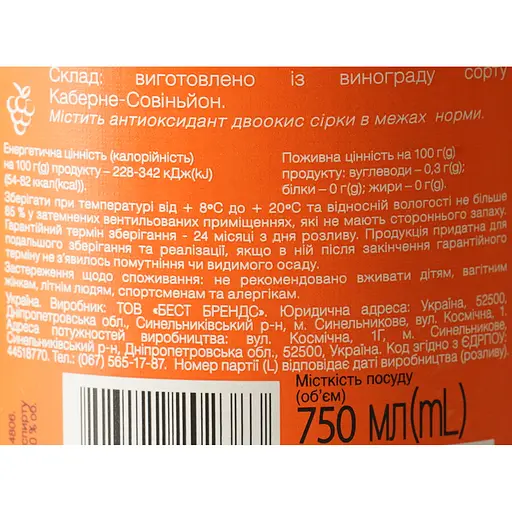 Склад: виготовлено із винограду сорту
Каберне-Совіньйон.
Містить антиоксидант двоокис сірки в межах норми.
Енергетична цінність (калорійність)
на 100 г(g) продукту – 228-342 кДж(kJ)
(54-82 ккал(kcal)).
Поживна цінність на 100 г(g)
продукту: вуглеводи – 0,3 г(g);
білки – 0 г(g); жири – 0 г(g).
Зберігати при температурі від + 8°C до + 20°C та відносній вологості не більше
85 % у затемнених вентильованих приміщеннях, які не мають стороннього запаху.
Гарантійний термін зберігання - 24 місяці з дня розливу. Продукція придатна для
подальшого зберігання та реалізації, якщо в ній після закінчення гарантійного
терміну не з'явилось помутніння чи видимого осаду.
Застереження щодо споживання: не рекомендовано вживати дітям, вагітним
жінкам, літнім людям, спортсменам та алергікам.
Україна. Виробник: ТОВ «БЕСТ БРЕНДС». Юридична адреса: Україна, 52500,
Дніпропетровська обл., Синельниківський р-н, м. Синельникове, вул. Космічна, 1.
Адреса потужностей виробництва: вул. Космічна, 1Г, м. Синельникове,
Синельниківський р-н, Дніпропетровська обл., 52500, Україна. Код згідно з ЄДРПОУ:
44518770. Тел.: (067) 565-17-87. Номер партії (L) відповідає даті виробництва (розливу).
Місткість посуду
(об'єм)
750 МЛ(mL)
4806.
спирту
% об.